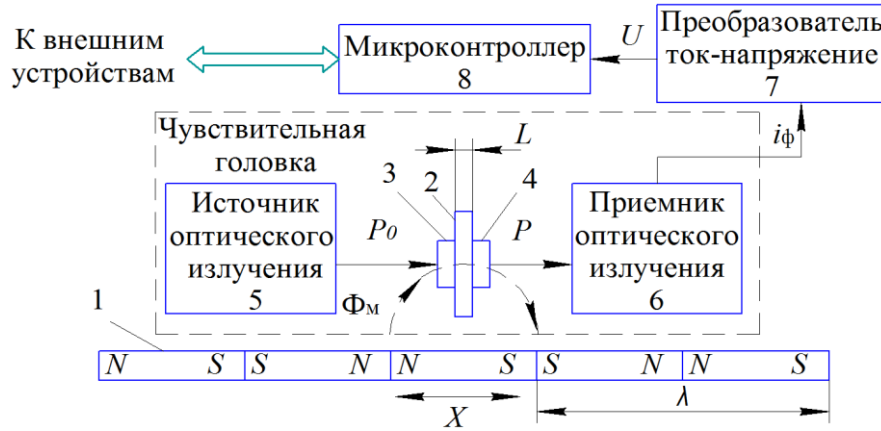 К внешним
устройствам
Микроконтроллер
8
U
Преобразователь
ток-напряжение
7
Чувствительная
головка
L
iф
3
2
4
Источник
оптического
излучения
5
P0
P
Приемник
оптического
излучения
6
Фм
1
N S S N N S S N N S
X
λ